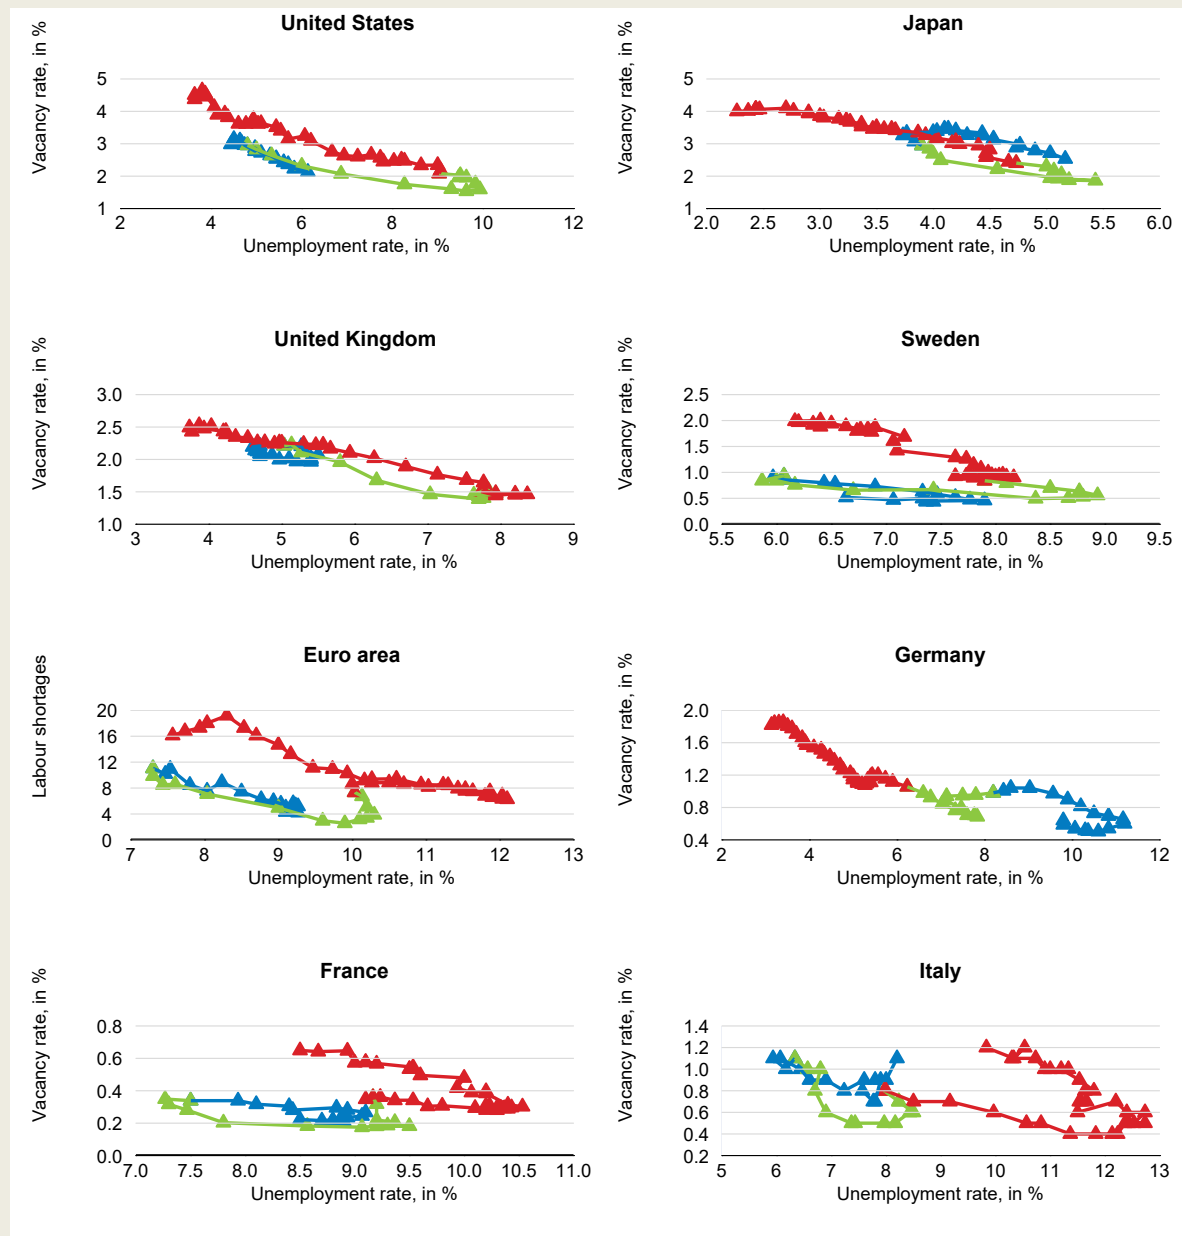 United States
Vacancy rate, in %
5
4
3
2
1
2 4 6 8 10 12
Unemployment rate, in %
Japan
Vacancy rate, in %
5
4
3
2
1
2.0 2.5 3.0 3.5 4.0 4.5 5.0 5.5 6.0
Unemployment rate, in %
United Kingdom
Vacancy rate, in %
3.0
2.5
2.0
1.5
1.0
3 4 5 6 7 8 9
Unemployment rate, in %
Sweden
Vacancy rate, in %
2.5
2.0
1.5
1.0
0.5
0.0
5.5 6.0 6.5 7.0 7.5 8.0 8.5 9.0 9.5
Unemployment rate, in %
Euro area
Labour shortages
20
16
12
8
4
0
7 8 9 10 11 12 13
Unemployment rate, in %
Germany
Vacancy rate, in %
2.0
1.6
1.2
0.8
0.4
2 4 6 8 10 12
Unemployment rate, in %
France
Vacancy rate, in %
0.8
0.6
0.4
0.2
0.0
7.0 7.5 8.0 8.5 9.0 9.5 10.0 10.5 11.0
Unemployment rate, in %
Italy
Vacancy rate, in %
1.4
1.2
1.0
0.8
0.6
0.4
0.2
5 6 7 8 9 10 11 12 13
Unemployment rate, in %